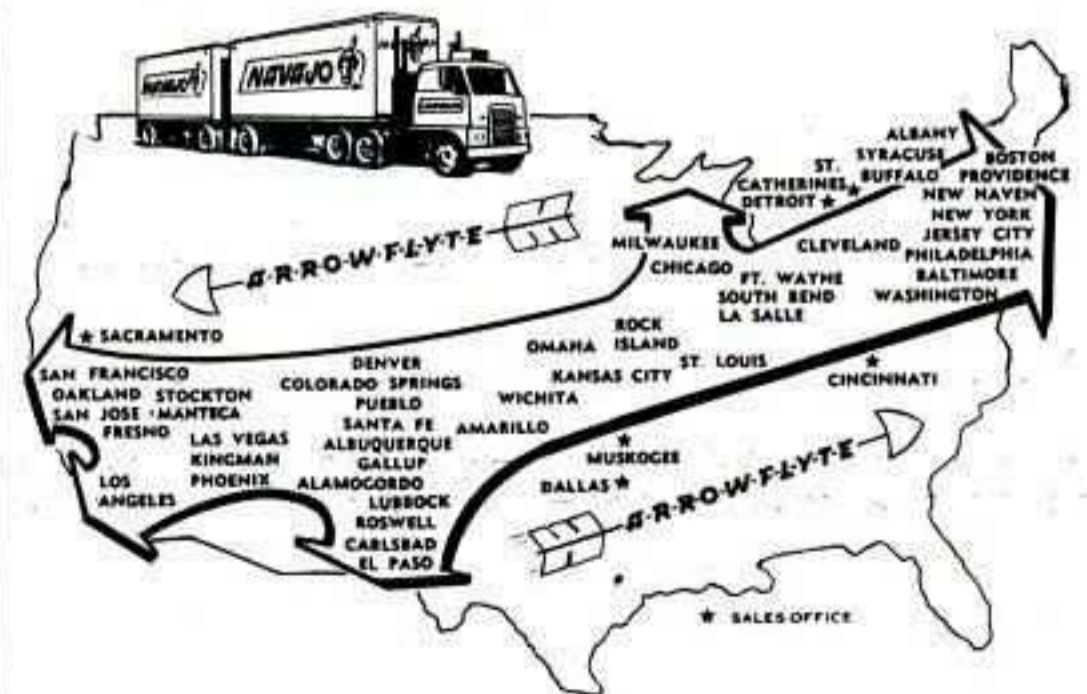 NAVAJO
NAVAJO
ARROWFLYTE
ALBANY
SYRACUSE
BUFFALO
BOSTON
PROVIDENCE
NEW HAVEN
NEW YORK
JERSEY CITY
PHILADELPHIA
BALTIMORE
WASHINGTON
ST.
CATHERINES ★
DETROIT ★
CLEVELAND
MILWAUKEE
CHICAGO
FT. WAYNE
SOUTH BEND
LA SALLE
★ SACRAMENTO
ROCK
ISLAND
OMAHA
ST. LOUIS
KANSAS CITY
WICHITA
★
CINCINNATI
SAN FRANCISCO
OAKLAND STOCKTON
SAN JOSE · MANTECA
FRESNO
DENVER
COLORADO SPRINGS
PUEBLO
SANTA FE
AMARILLO
ALBUQUERQUE
GALLUP
LAS VEGAS
KINGMAN
PHOENIX
ALAMOGORDO
LOS
ANGELES
LUBBOCK
ROSWELL
CARLSBAD
EL PASO
★
MUSKOGEE
DALLAS ★
ARROWFLYTE
★ SALES OFFICE